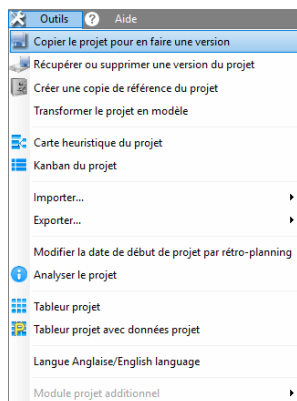 Outils ? Aide
Copier le projet pour en faire une version
Récupérer ou supprimer une version du projet
Créer une copie de référence du projet
Transformer le projet en modèle
Carte heuristique du projet
Kanban du projet
Importer...
Exporter...
Modifier la date de début de projet par rétro-planning
Analyser le projet
Tableur projet
Tableur projet avec données projet
Langue Anglaise/English language
Module projet additionnel